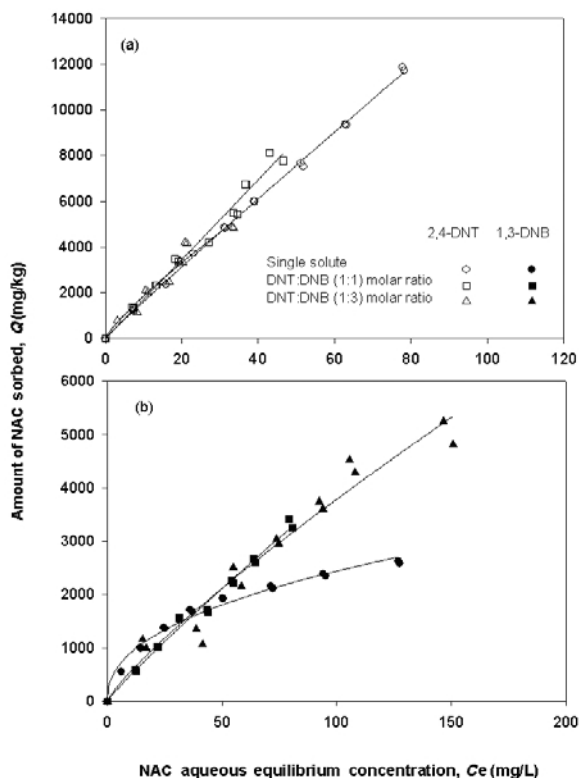 14000
(a)
12000
10000
8000
6000
4000
2000
0
0 20 40 60 80 100 120
2,4-DNT 1,3-DNB
Single solute
DNT:DNB (1:1) molar ratio
DNT:DNB (1:3) molar ratio
Amount of NAC sorbed, Q(mg/kg)
6000
(b)
5000
4000
3000
2000
1000
0
0 50 100 150 200
NAC aqueous equilibrium concentration, Ce (mg/L)